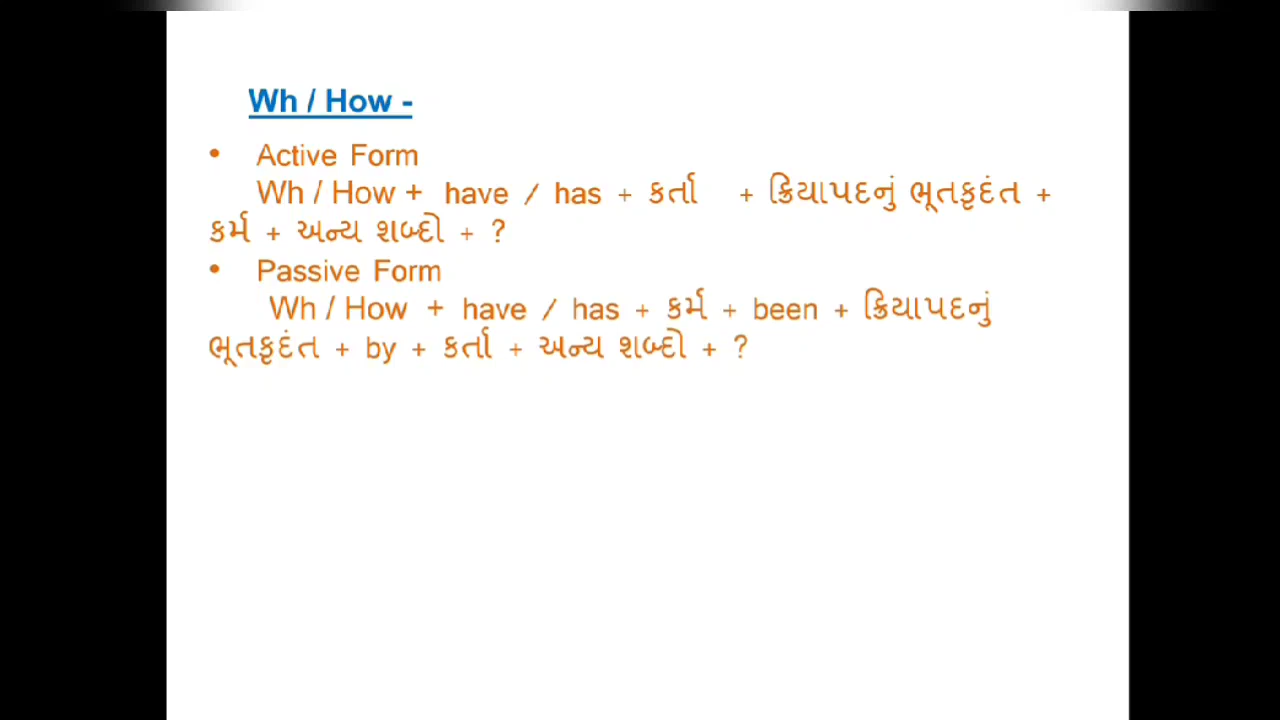 Wh / How -
• Active Form
Wh / How + have / has + કર્તા + ક્રિયાપદનું ભૂતકૃદંત +
કર્મ + અન્ય શબ્દો + ?
• Passive Form
Wh / How + have / has + કર્મ + been + ક્રિયાપદનું
ભૂતકૃદંત + by + કર્તા + અન્ય શબ્દો + ?